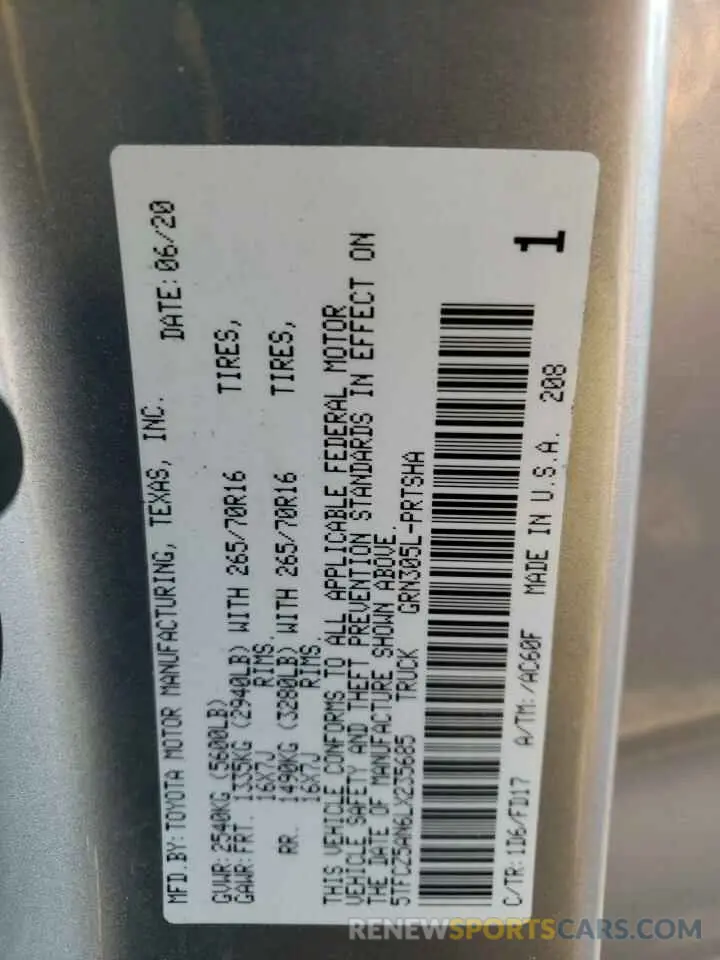 MFD.BY:TOYOTA MOTOR MANUFACTURING, TEXAS, INC. DATE:06/20
GVWR:2540KG (5600LB)
GAWR:FRT. 1335KG (2940LB) WITH 265/70R16 TIRES,
16X7J RIMS.
RR. 1490KG (3280LB) WITH 265/70R16 TIRES,
16X7J RIMS.
THIS VEHICLE CONFORMS TO ALL APPLICABLE FEDERAL MOTOR
VEHICLE SAFETY AND THEFT PREVENTION STANDARDS IN EFFECT ON
THE DATE OF MANUFACTURE SHOWN ABOVE.
5TFCZ5AN6LX235685 TRUCK GRN305L-PRTSHA
C/TR:1D6/FD17 A/TM:/AC60F MADE IN U.S.A. 208
1
RENEWSPORTSCARS.COM